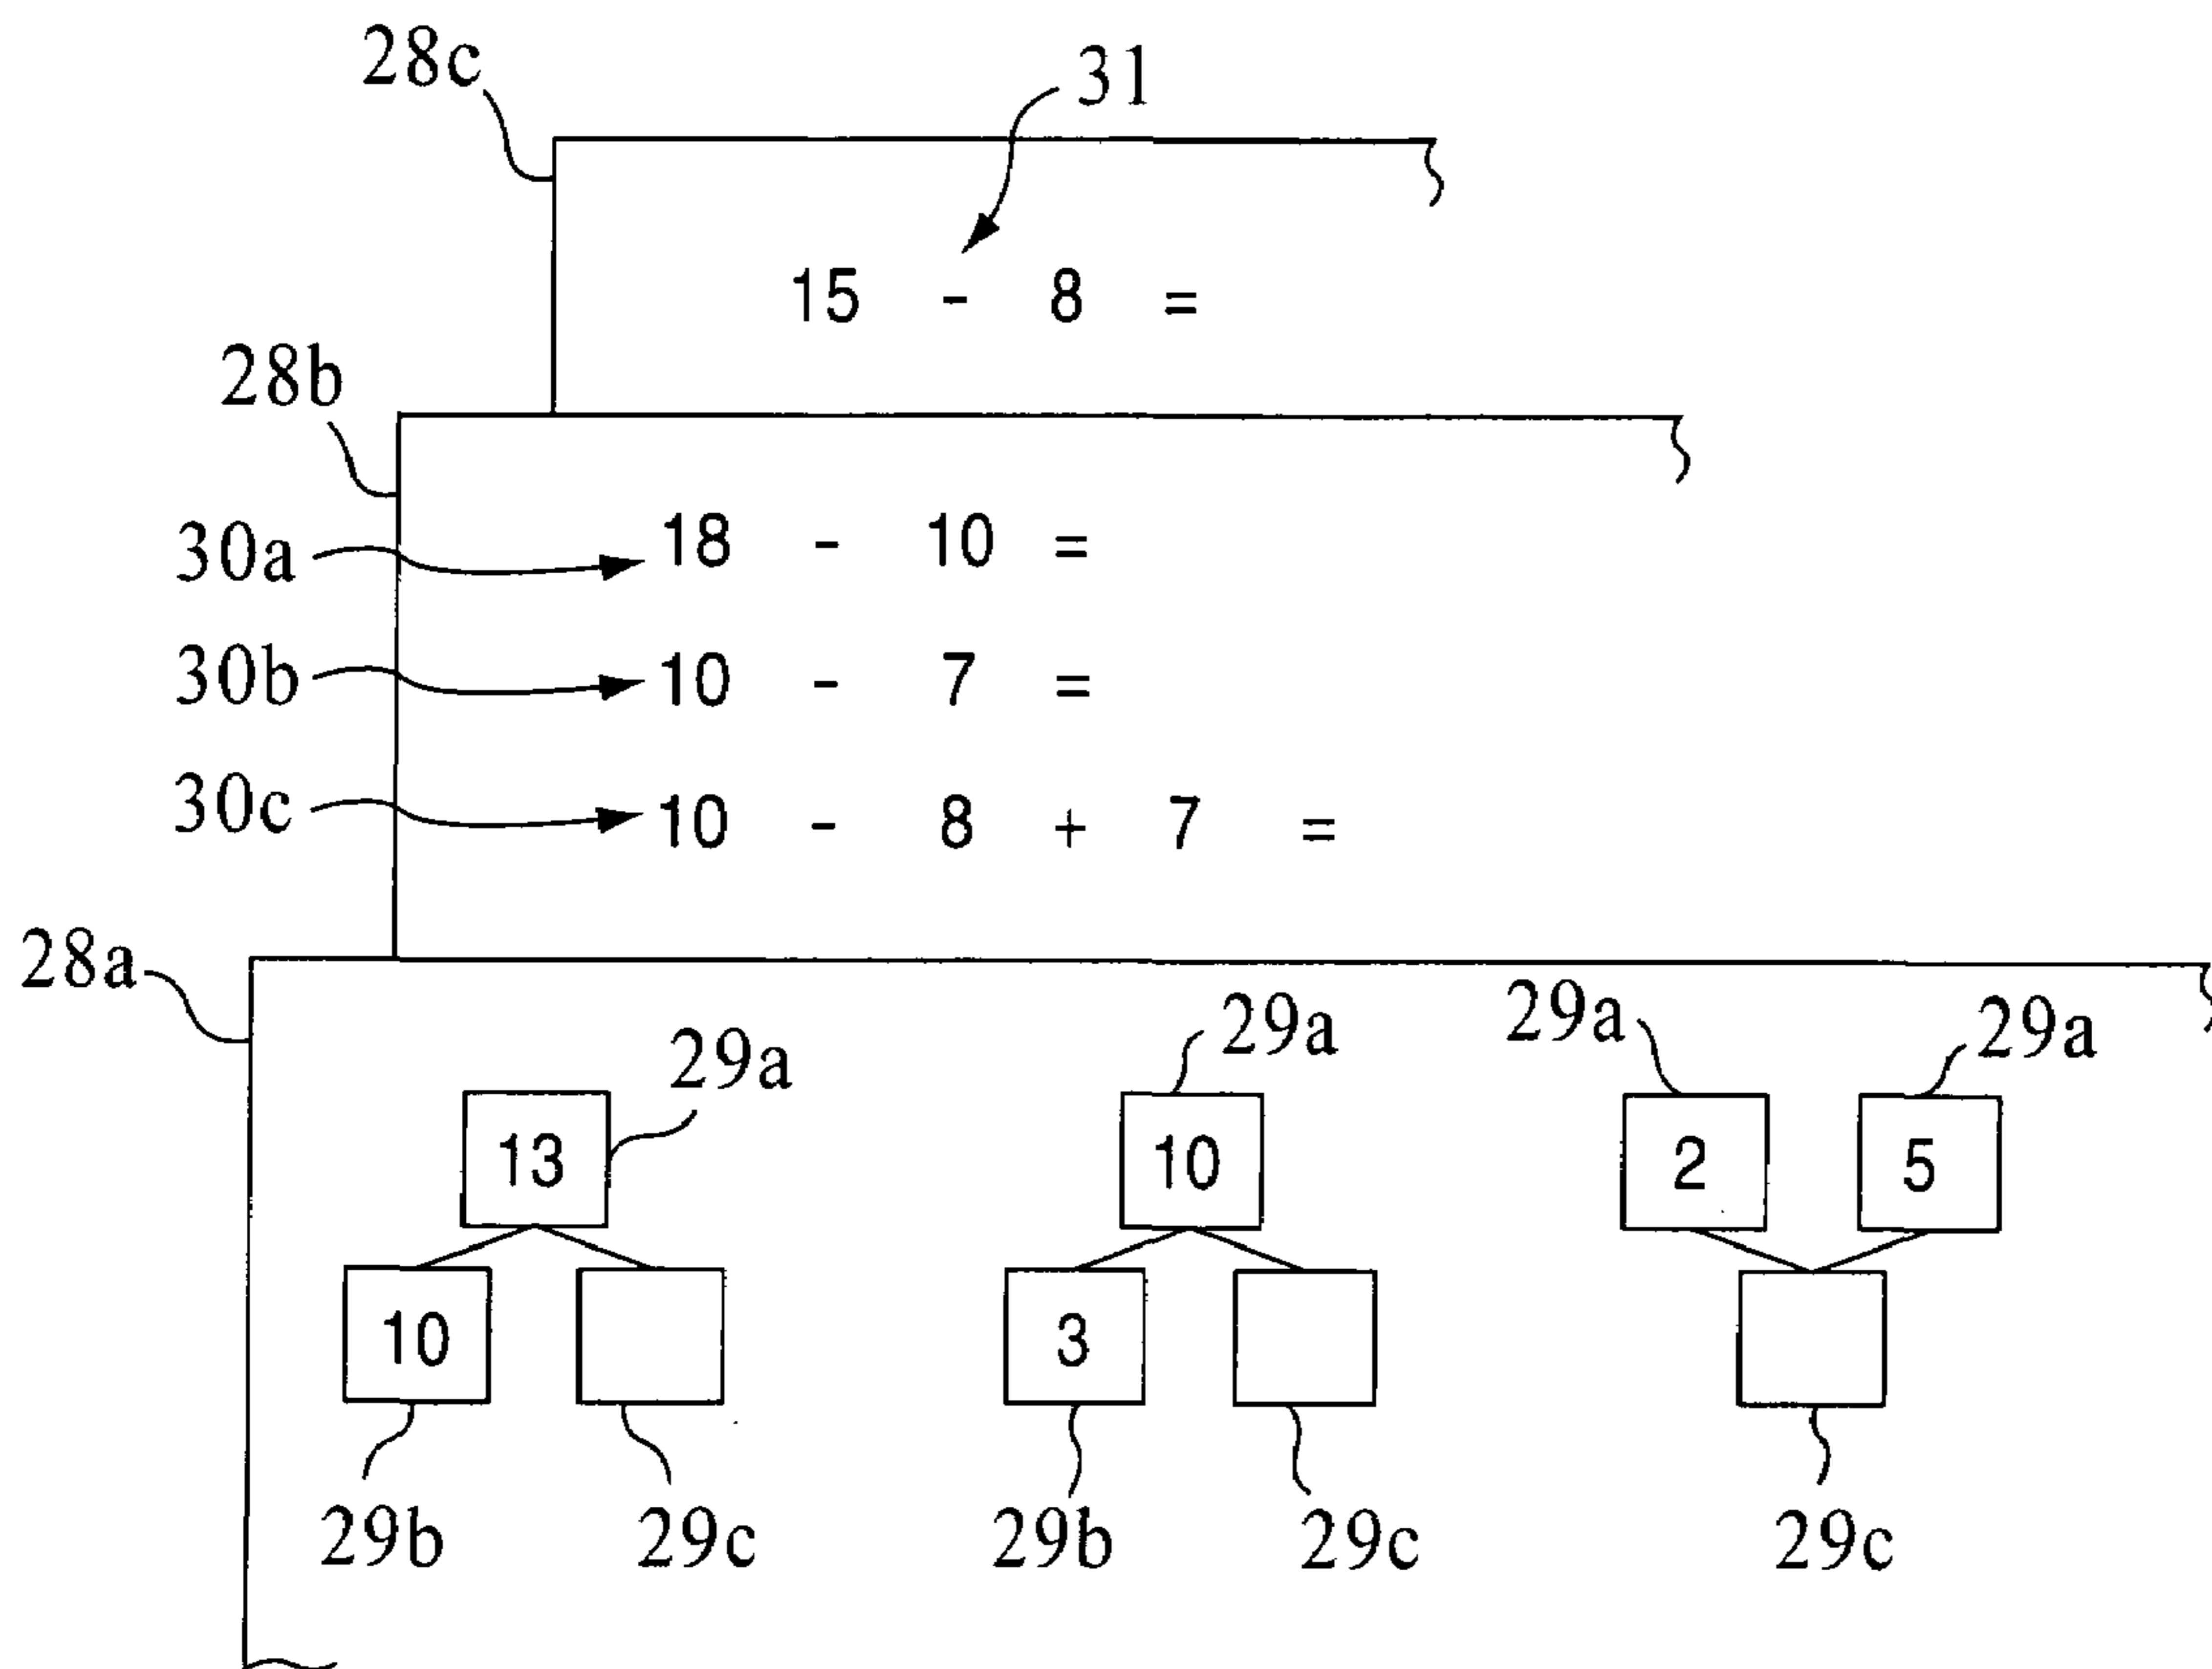 28c
31
15 - 8 =
28b
30a 18 - 10 =
30b 10 - 7 =
30c 10 - 8 + 7 =
28a
29a 29a 29a 29a
13 10 2 5
10 3
29b 29c 29b 29c 29c